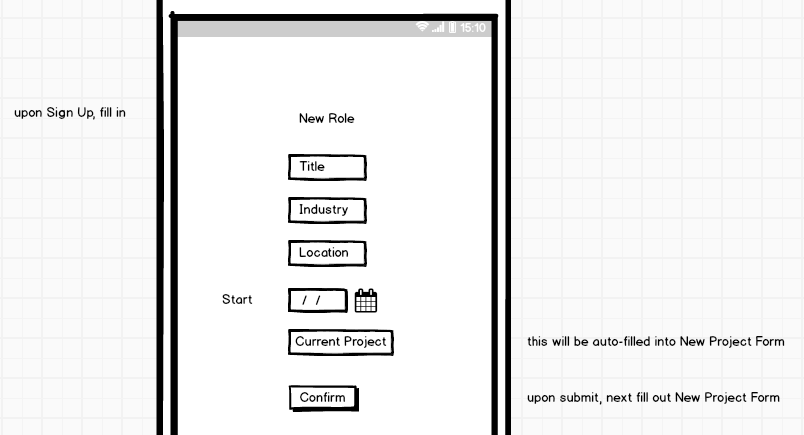 15:10
upon Sign Up, fill in
New Role
Title
Industry
Location
Start / /
Current Project
this will be auto-filled into New Project Form
Confirm
upon submit, next fill out New Project Form